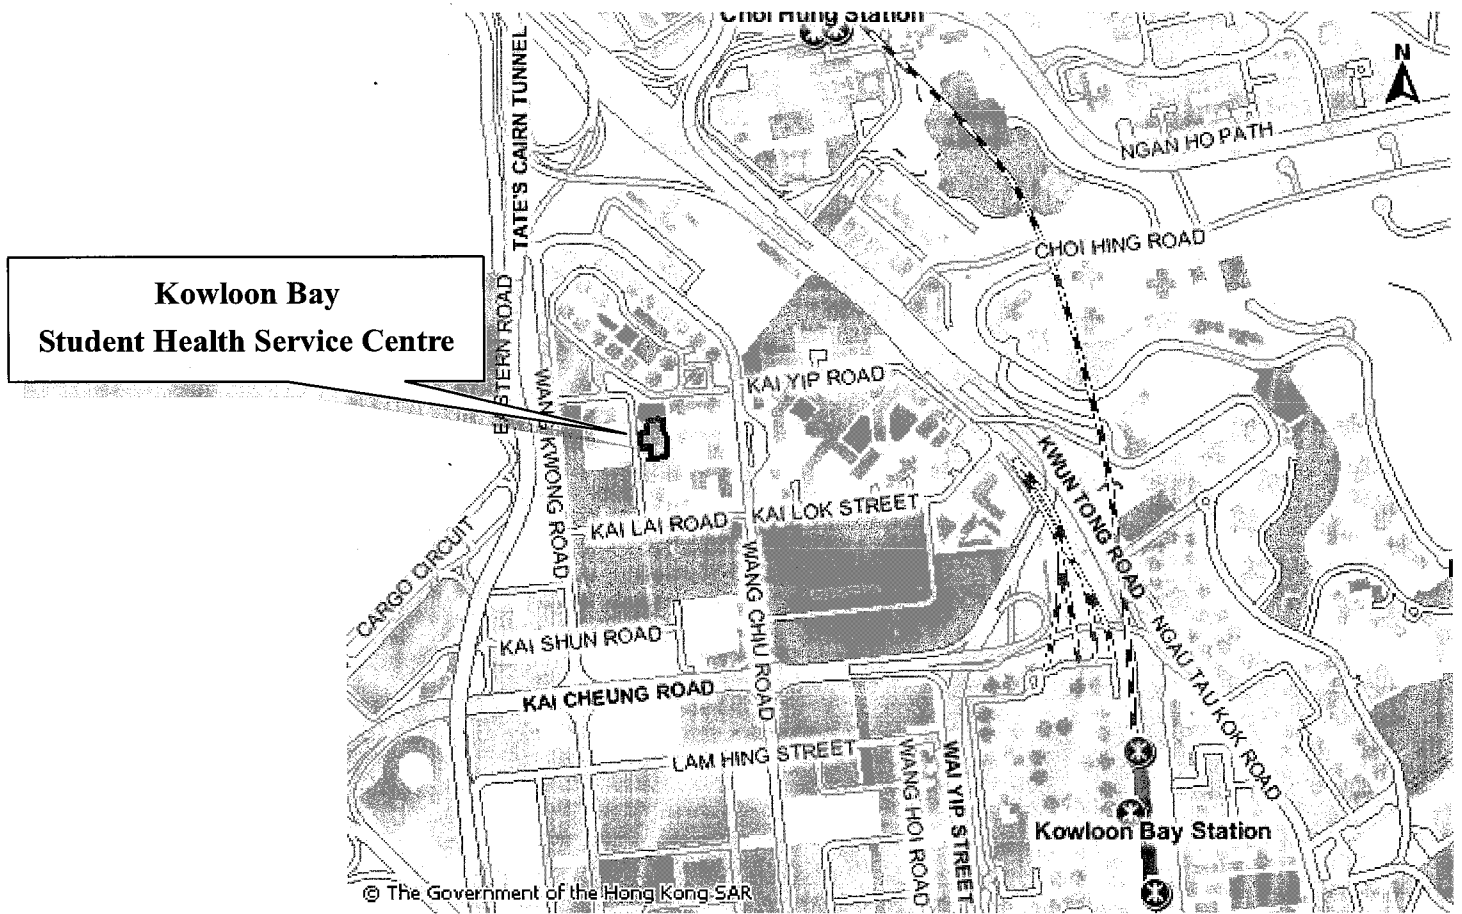 Choi Hung Station
N
TATE'S CAIRN TUNNEL
NGAN HO PATH
CHOI HING ROAD
Kowloon Bay
Student Health Service Centre
EASTERN ROAD
WANG KWONG ROAD
KAI YIP ROAD
KWUN TONG ROAD
KAI LAI ROAD
KAI LOK STREET
CARGO CIRCUIT
WANG CHIU ROAD
KAI SHUN ROAD
NGAU TAU KOK ROAD
KAI CHEUNG ROAD
LAM HING STREET
WANG HOI ROAD
WAI YIP STREET
Kowloon Bay Station
© The Government of the Hong Kong SAR